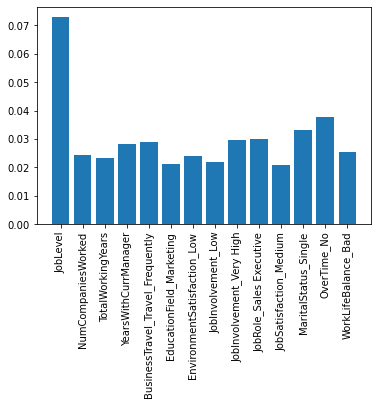 0.07
0.06
0.05
0.04
0.03
0.02
0.01
0.00
JobLevel
NumCompaniesWorked
TotalWorkingYears
YearsWithCurrManager
BusinessTravel_Travel_Frequently
EducationField_Marketing
EnvironmentSatisfaction_Low
JobInvolvement_Low
JobInvolvement_Very High
JobRole_Sales Executive
JobSatisfaction_Medium
MaritalStatus_Single
OverTime_No
WorkLifeBalance_Bad